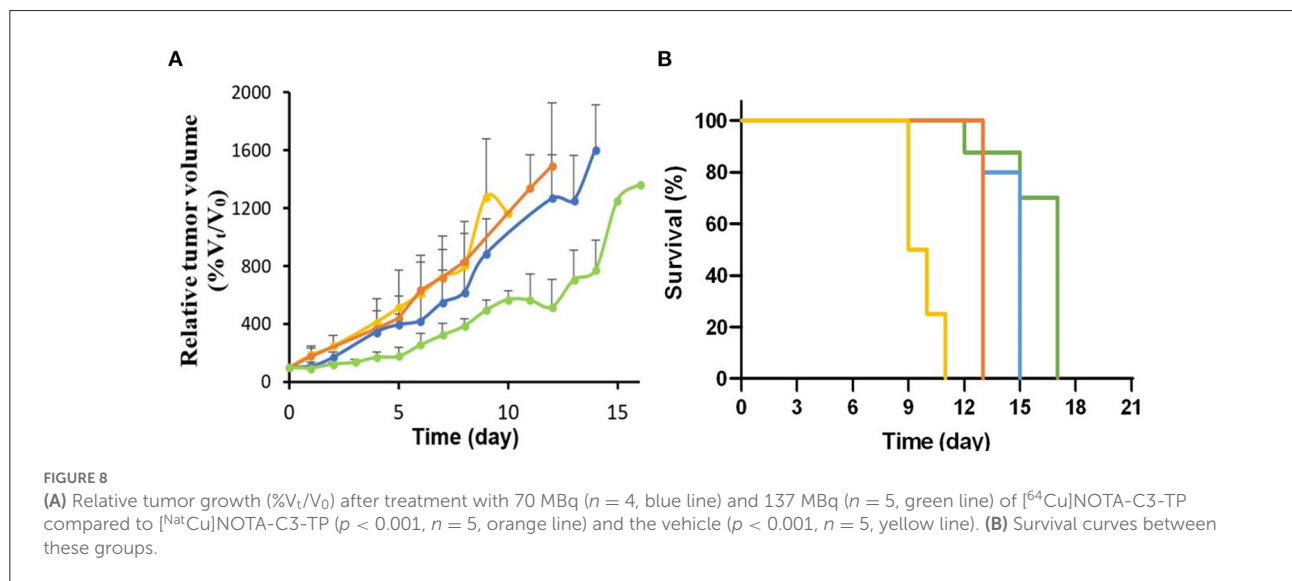 A
Relative tumor volume
(%Vt/V0)
2000
1600
1200
800
400
0
0
5
10
15
Time (day)
B
Survival (%)
100
80
60
40
20
0
0
3
6
9
12
15
18
21
Time (day)
FIGURE 8
(A) Relative tumor growth (%Vt/V0) after treatment with 70 MBq (n = 4, blue line) and 137 MBq (n = 5, green line) of [64Cu]NOTA-C3-TP
compared to [NatCu]NOTA-C3-TP (p < 0.001, n = 5, orange line) and the vehicle (p < 0.001, n = 5, yellow line). (B) Survival curves between
these groups.